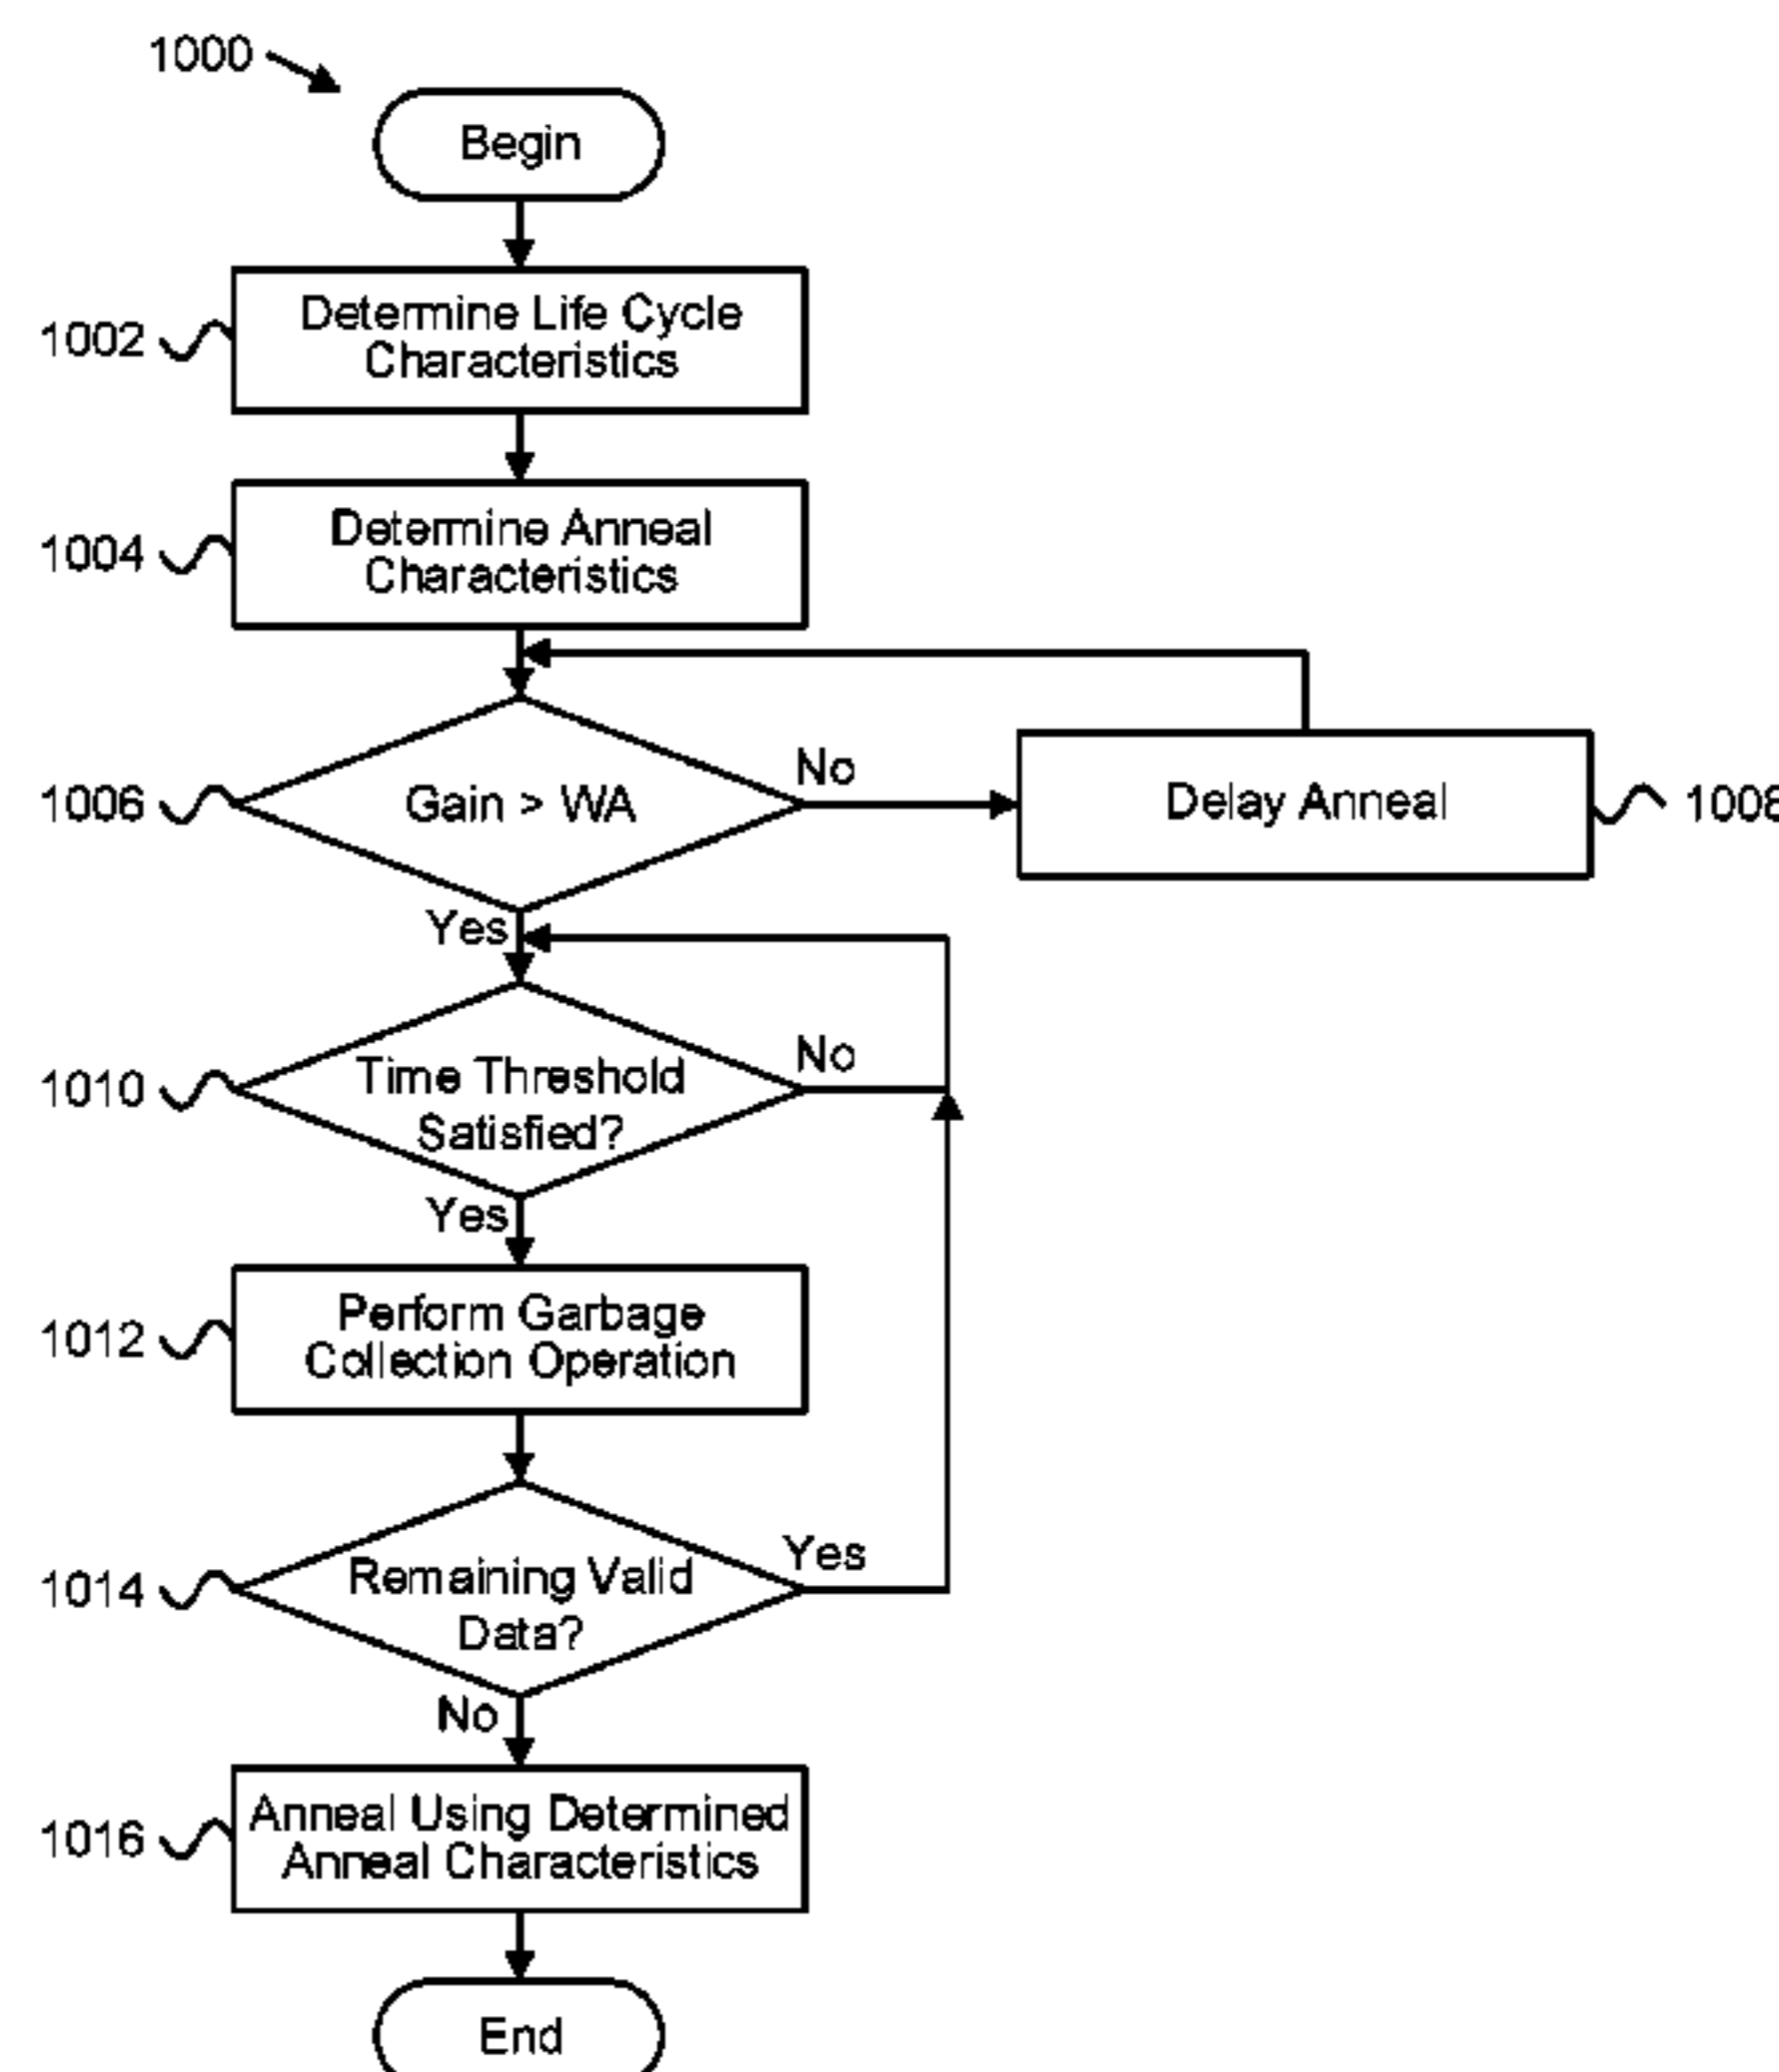 1000
Begin
1002
Determine Life Cycle
Characteristics
1004
Determine Anneal
Characteristics
1006
Gain > WA
No
Delay Anneal
1008
Yes
1010
Time Threshold
Satisfied?
No
Yes
1012
Perform Garbage
Collection Operation
1014
Remaining Valid
Data?
Yes
No
1016
Anneal Using Determined
Anneal Characteristics
End